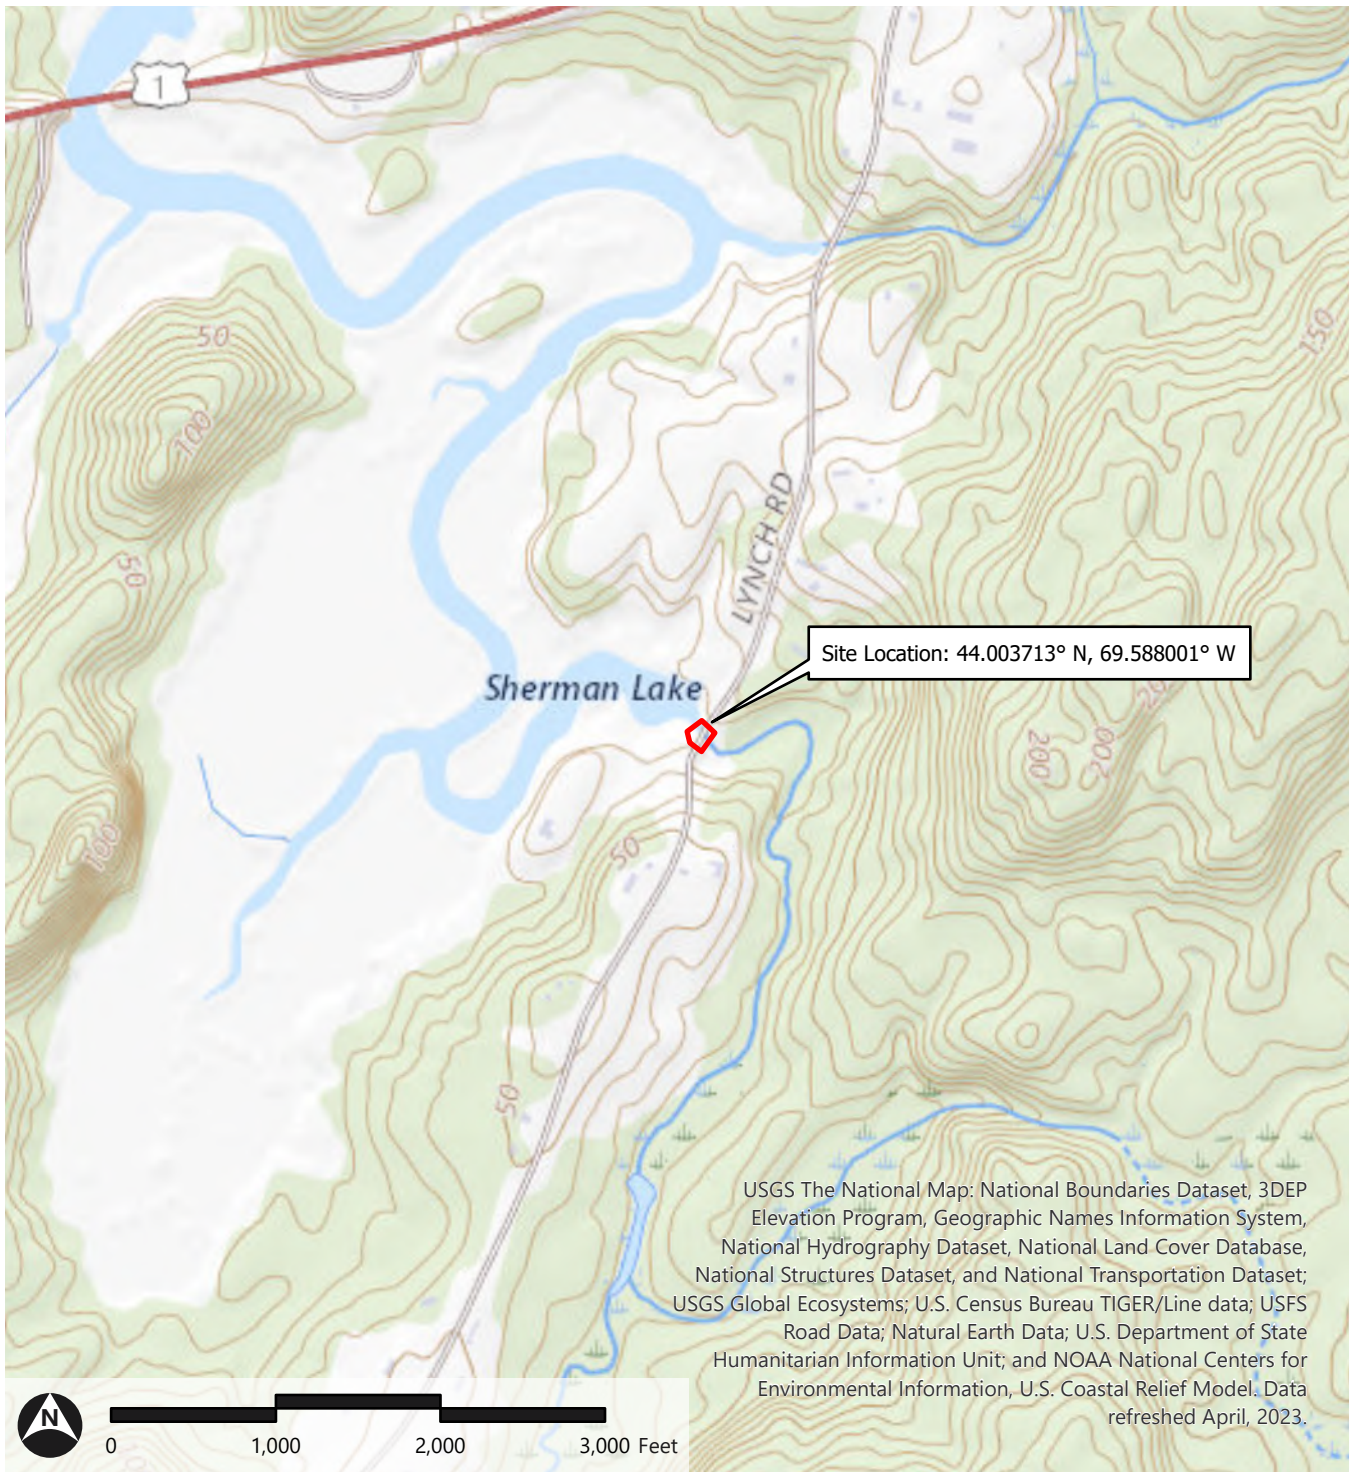 1
50
100
150
50
LYNCH RD
Site Location: 44.003713° N, 69.588001° W
Sherman Lake
20
200
200
100
50
50
USGS The National Map: National Boundaries Dataset, 3DEP
Elevation Program, Geographic Names Information System,
National Hydrography Dataset, National Land Cover Database,
National Structures Dataset, and National Transportation Dataset;
USGS Global Ecosystems; U.S. Census Bureau TIGER/Line data; USFS
Road Data; Natural Earth Data; U.S. Department of State
Humanitarian Information Unit; and NOAA National Centers for
Environmental Information, U.S. Coastal Relief Model. Data
refreshed April, 2023.
N
0 1,000 2,000 3,000 Feet